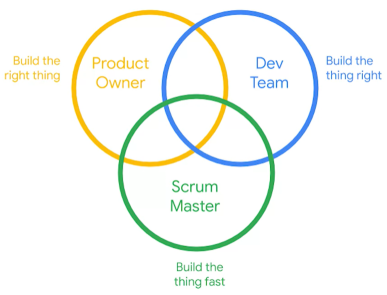 Build the
right thing
Product
Owner
Dev
Team
Build the
thing right
Scrum
Master
Build the
thing fast